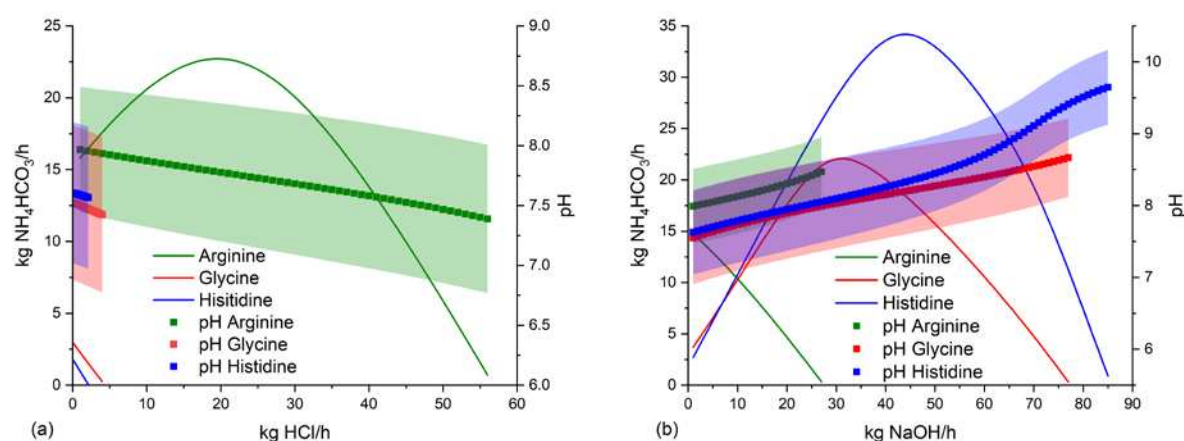 25
20
15
10
5
0
kg NH₄HCO₃/h
9.0
8.75
8.5
8.0
7.5
7.0
6.5
6.0
pH
Arginine
Glycine
Hisitidine
pH Arginine
pH Glycine
pH Histidine
0 10 20 30 40 50 60
(a) kg HCl/h
35
30
25
20
15
10
5
0
kg NH₄HCO₃/h
10
9
8
7
6
pH
Arginine
Glycine
Histidine
pH Arginine
pH Glycine
pH Histidine
0 10 20 30 40 50 60 70 80 90
(b) kg NaOH/h